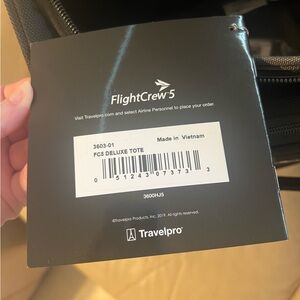 FlightCrew 5
Visit Travelpro.com and select Airline Personnel to place your order.
3603-01 Made in Vietnam
FC5 DELUXE TOTE
0 51243 07373 2
3600HJ5
©Travelpro Products, Inc. 2019. All rights reserved.
Travelpro